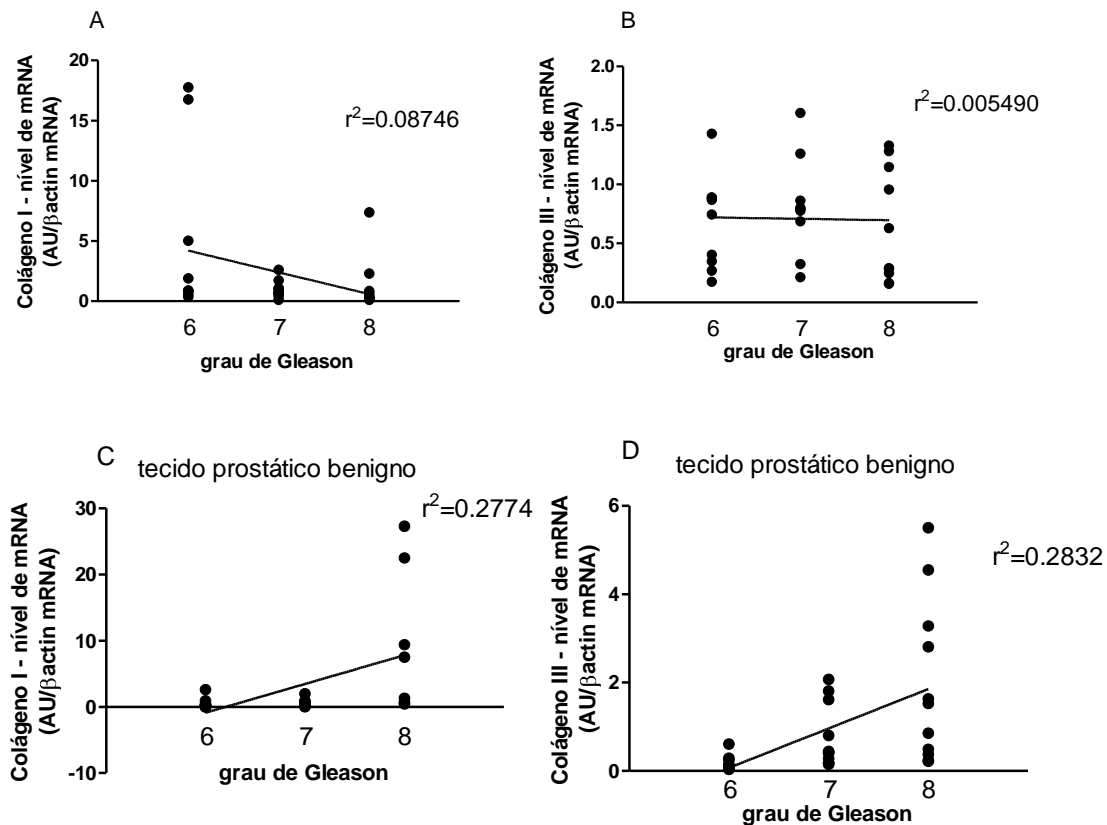 A
Colágeno I - nível de mRNA
(AU/βactin mRNA)
20
15
10
5
0
r²=0.08746
6 7 8
grau de Gleason
B
Colágeno III - nível de mRNA
(AU/βactin mRNA)
2.0
1.5
1.0
0.5
0.0
r²=0.005490
6 7 8
grau de Gleason
C
tecido prostático benigno
Colágeno I - nível de mRNA
(AU/βactin mRNA)
30
20
10
0
-10
r²=0.2774
6 7 8
grau de Gleason
D
tecido prostático benigno
Colágeno III - nível de mRNA
(AU/βactin mRNA)
6
4
2
0
r²=0.2832
6 7 8
grau de Gleason